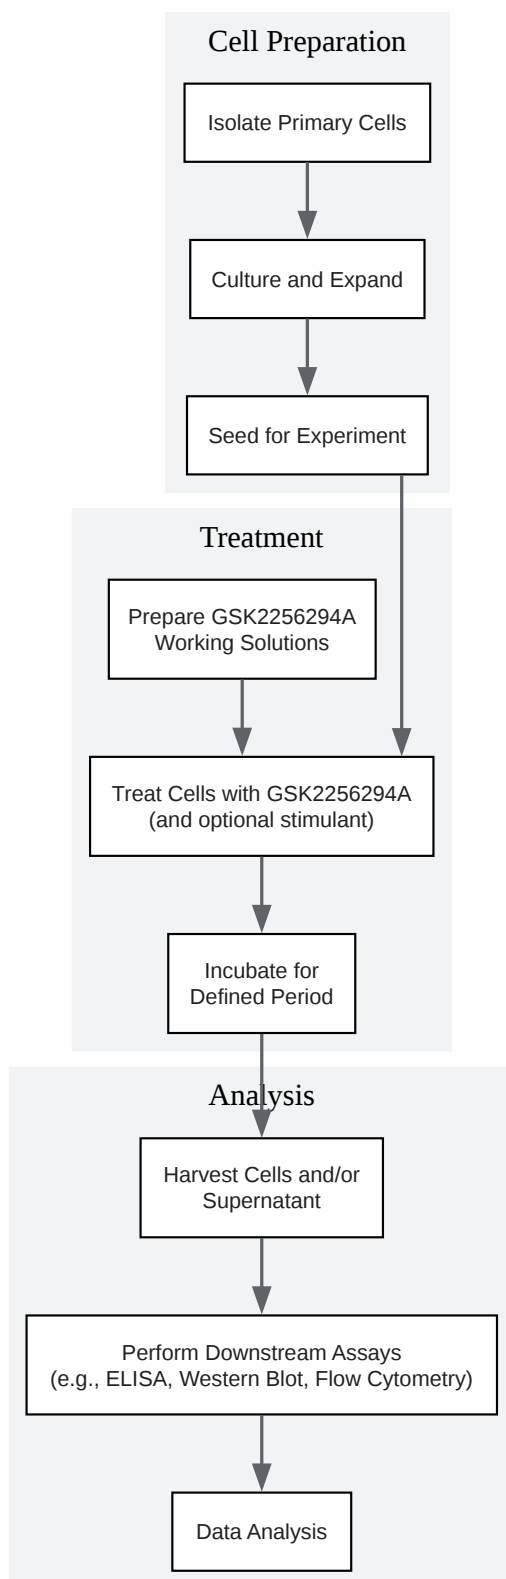 Cell Preparation
Isolate Primary Cells
Culture and Expand
Seed for Experiment
Treatment
Prepare GSK2256294A
Working Solutions
Treat Cells with GSK2256294A
(and optional stimulant)
Incubate for
Defined Period
Analysis
Harvest Cells and/or
Supernatant
Perform Downstream Assays
(e.g., ELISA, Western Blot, Flow Cytometry)
Data Analysis